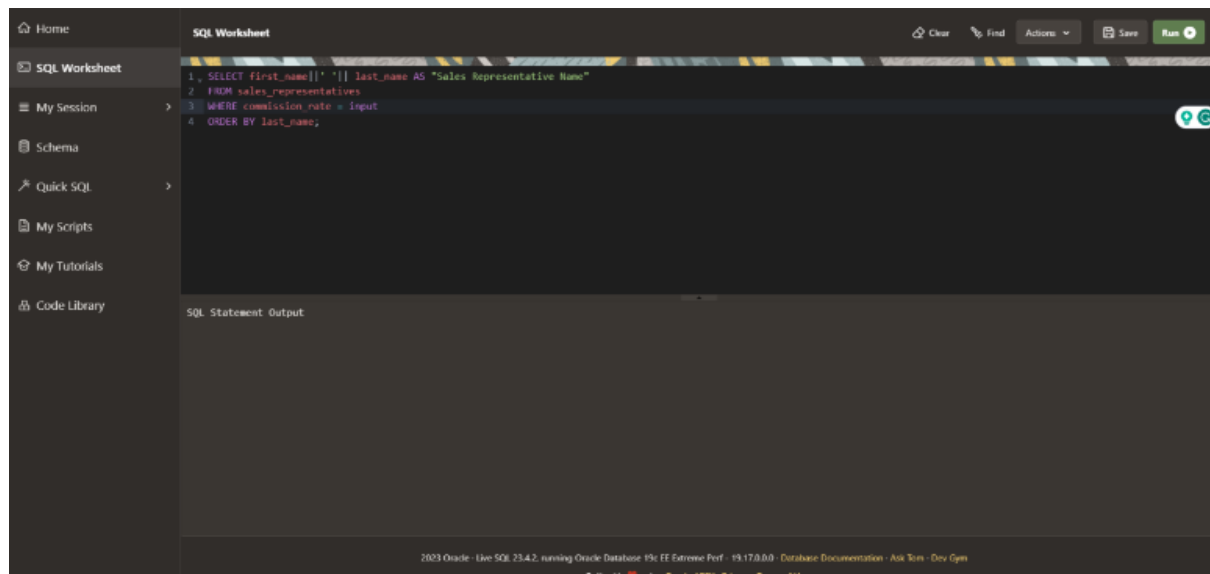 Home
SQL Worksheet
My Session
Schema
Quick SQL
My Scripts
My Tutorials
Code Library
SQL Worksheet
Clear
Find
Actions
Save
Run
1 SELECT first_name||' '|| last_name AS "Sales Representative Name"
2 FROM sales_representatives
3 WHERE commission_rate = input
4 ORDER BY last_name;
SQL Statement Output
2023 Oracle · Live SQL 23.4.2, running Oracle Database 19c EE Extreme Perf - 19.17.0.0.0 · Database Documentation · Ask Tom · Dev Gym